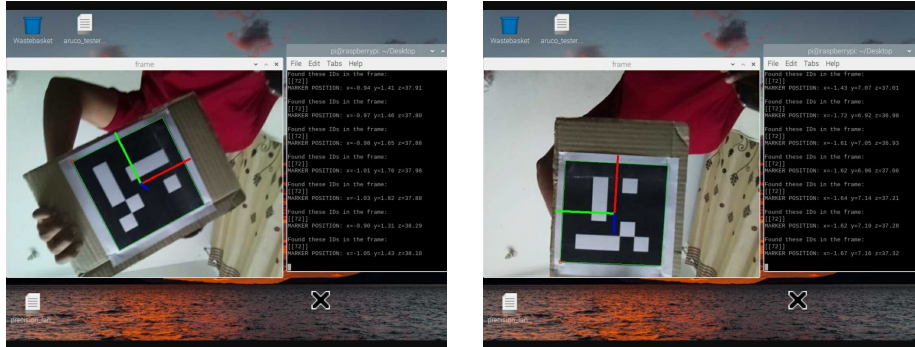 Wastebasket
aruco_tester...
pi@raspberrypi: ~/Desktop
File Edit Tabs Help
frame
Found these IDs in the frame:
[[72]]
MARKER POSITION: x=-0.94 y=1.41 z=37.91
Found these IDs in the frame:
[[72]]
MARKER POSITION: x=-0.97 y=1.46 z=37.80
Found these IDs in the frame:
[[72]]
MARKER POSITION: x=-0.98 y=1.05 z=37.88
Found these IDs in the frame:
[[72]]
MARKER POSITION: x=-1.01 y=1.76 z=37.98
Found these IDs in the frame:
[[72]]
MARKER POSITION: x=-1.03 y=1.82 z=37.88
Found these IDs in the frame:
[[72]]
MARKER POSITION: x=-0.90 y=1.31 z=38.29
Found these IDs in the frame:
[[72]]
MARKER POSITION: x=-1.05 y=1.43 z=38.10
Wastebasket
aruco_tester...
pi@raspberrypi: ~/Desktop
File Edit Tabs Help
frame
Found these IDs in the frame:
[[72]]
MARKER POSITION: x=-1.43 y=7.07 z=37.01
Found these IDs in the frame:
[[72]]
MARKER POSITION: x=-1.72 y=6.92 z=36.98
Found these IDs in the frame:
[[72]]
MARKER POSITION: x=-1.61 y=7.05 z=36.93
Found these IDs in the frame:
[[72]]
MARKER POSITION: x=-1.62 y=6.96 z=37.00
Found these IDs in the frame:
[[72]]
MARKER POSITION: x=-1.64 y=7.14 z=37.21
Found these IDs in the frame:
[[72]]
MARKER POSITION: x=-1.62 y=7.19 z=37.28
Found these IDs in the frame:
[[72]]
MARKER POSITION: x=-1.67 y=7.16 z=37.32